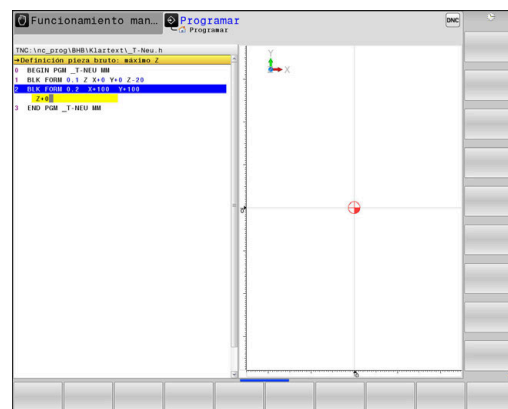 Funcionamiento man…
Programar
Programar
DNC
TNC:\nc_prog\BHB\Klartext\_T-Neu.h
→Definición pieza bruto: máximo Z
0 BEGIN PGM _T-NEU MM
1 BLK FORM 0.1 Z X+0 Y+0 Z-20
2 BLK FORM 0.2 X+100 Y+100
Z+0
3 END PGM _T-NEU MM
Y
X
0
0